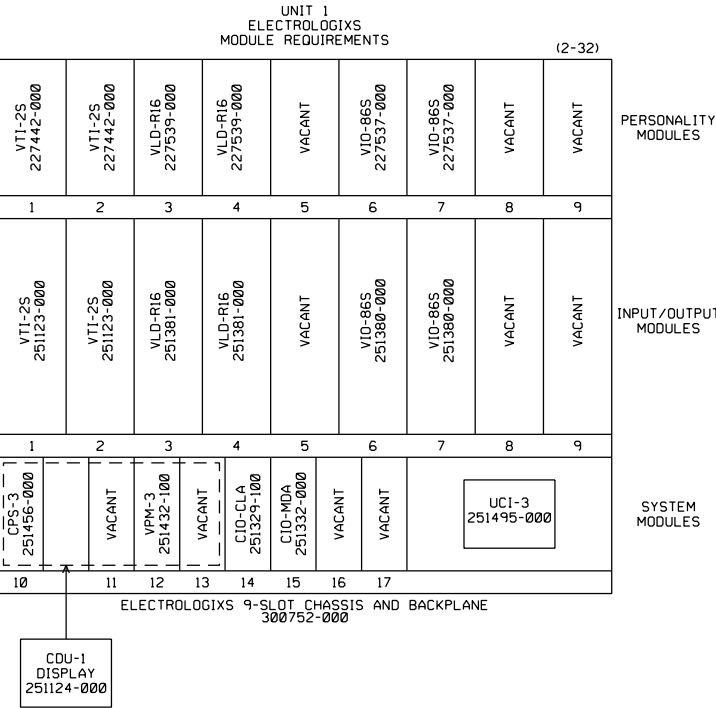 UNIT 1
ELECTROLOGIXS
MODULE REQUIREMENTS
(2-32)
VTI-2S
227442-000
VTI-2S
227442-000
VLD-R16
227539-000
VLD-R16
227539-000
VACANT
VIO-86S
227537-000
VIO-86S
227537-000
VACANT
VACANT
PERSONALITY
MODULES
1 2 3 4 5 6 7 8 9
VTI-2S
251123-000
VTI-2S
251123-000
VLD-R16
251381-000
VLD-R16
251381-000
VACANT
VIO-86S
251380-000
VIO-86S
251380-000
VACANT
VACANT
INPUT/OUTPUT
MODULES
1 2 3 4 5 6 7 8 9
CPS-3
251456-000
VACANT
VPM-3
251432-100
VACANT
CIO-CLA
251329-100
CIO-MDA
251332-000
VACANT
VACANT
UCI-3
251495-000
SYSTEM
MODULES
10 11 12 13 14 15 16 17
ELECTROLOGIXS 9-SLOT CHASSIS AND BACKPLANE
300752-000
CDU-1
DISPLAY
251124-000